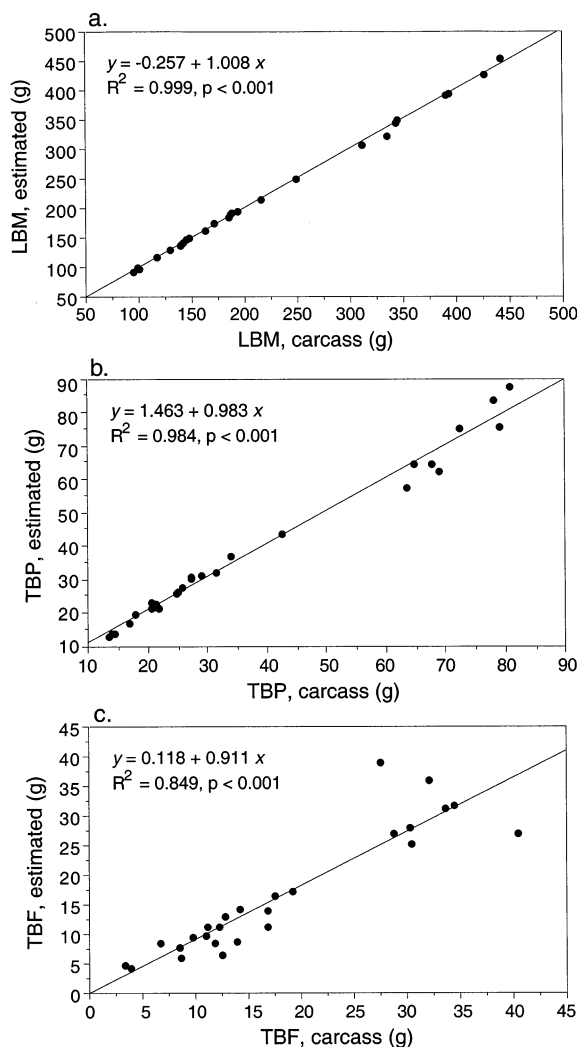 a.
500
450
400
350
300
250
200
150
100
50
LBM, estimated (g)
y = -0.257 + 1.008 x
R² = 0.999, p < 0.001
50 100 150 200 250 300 350 400 450 500
LBM, carcass (g)
b.
90
80
70
60
50
40
30
20
10
TBP, estimated (g)
y = 1.463 + 0.983 x
R² = 0.984, p < 0.001
10 20 30 40 50 60 70 80 90
TBP, carcass (g)
c.
45
40
35
30
25
20
15
10
5
0
TBF, estimated (g)
y = 0.118 + 0.911 x
R² = 0.849, p < 0.001
0 5 10 15 20 25 30 35 40 45
TBF, carcass (g)